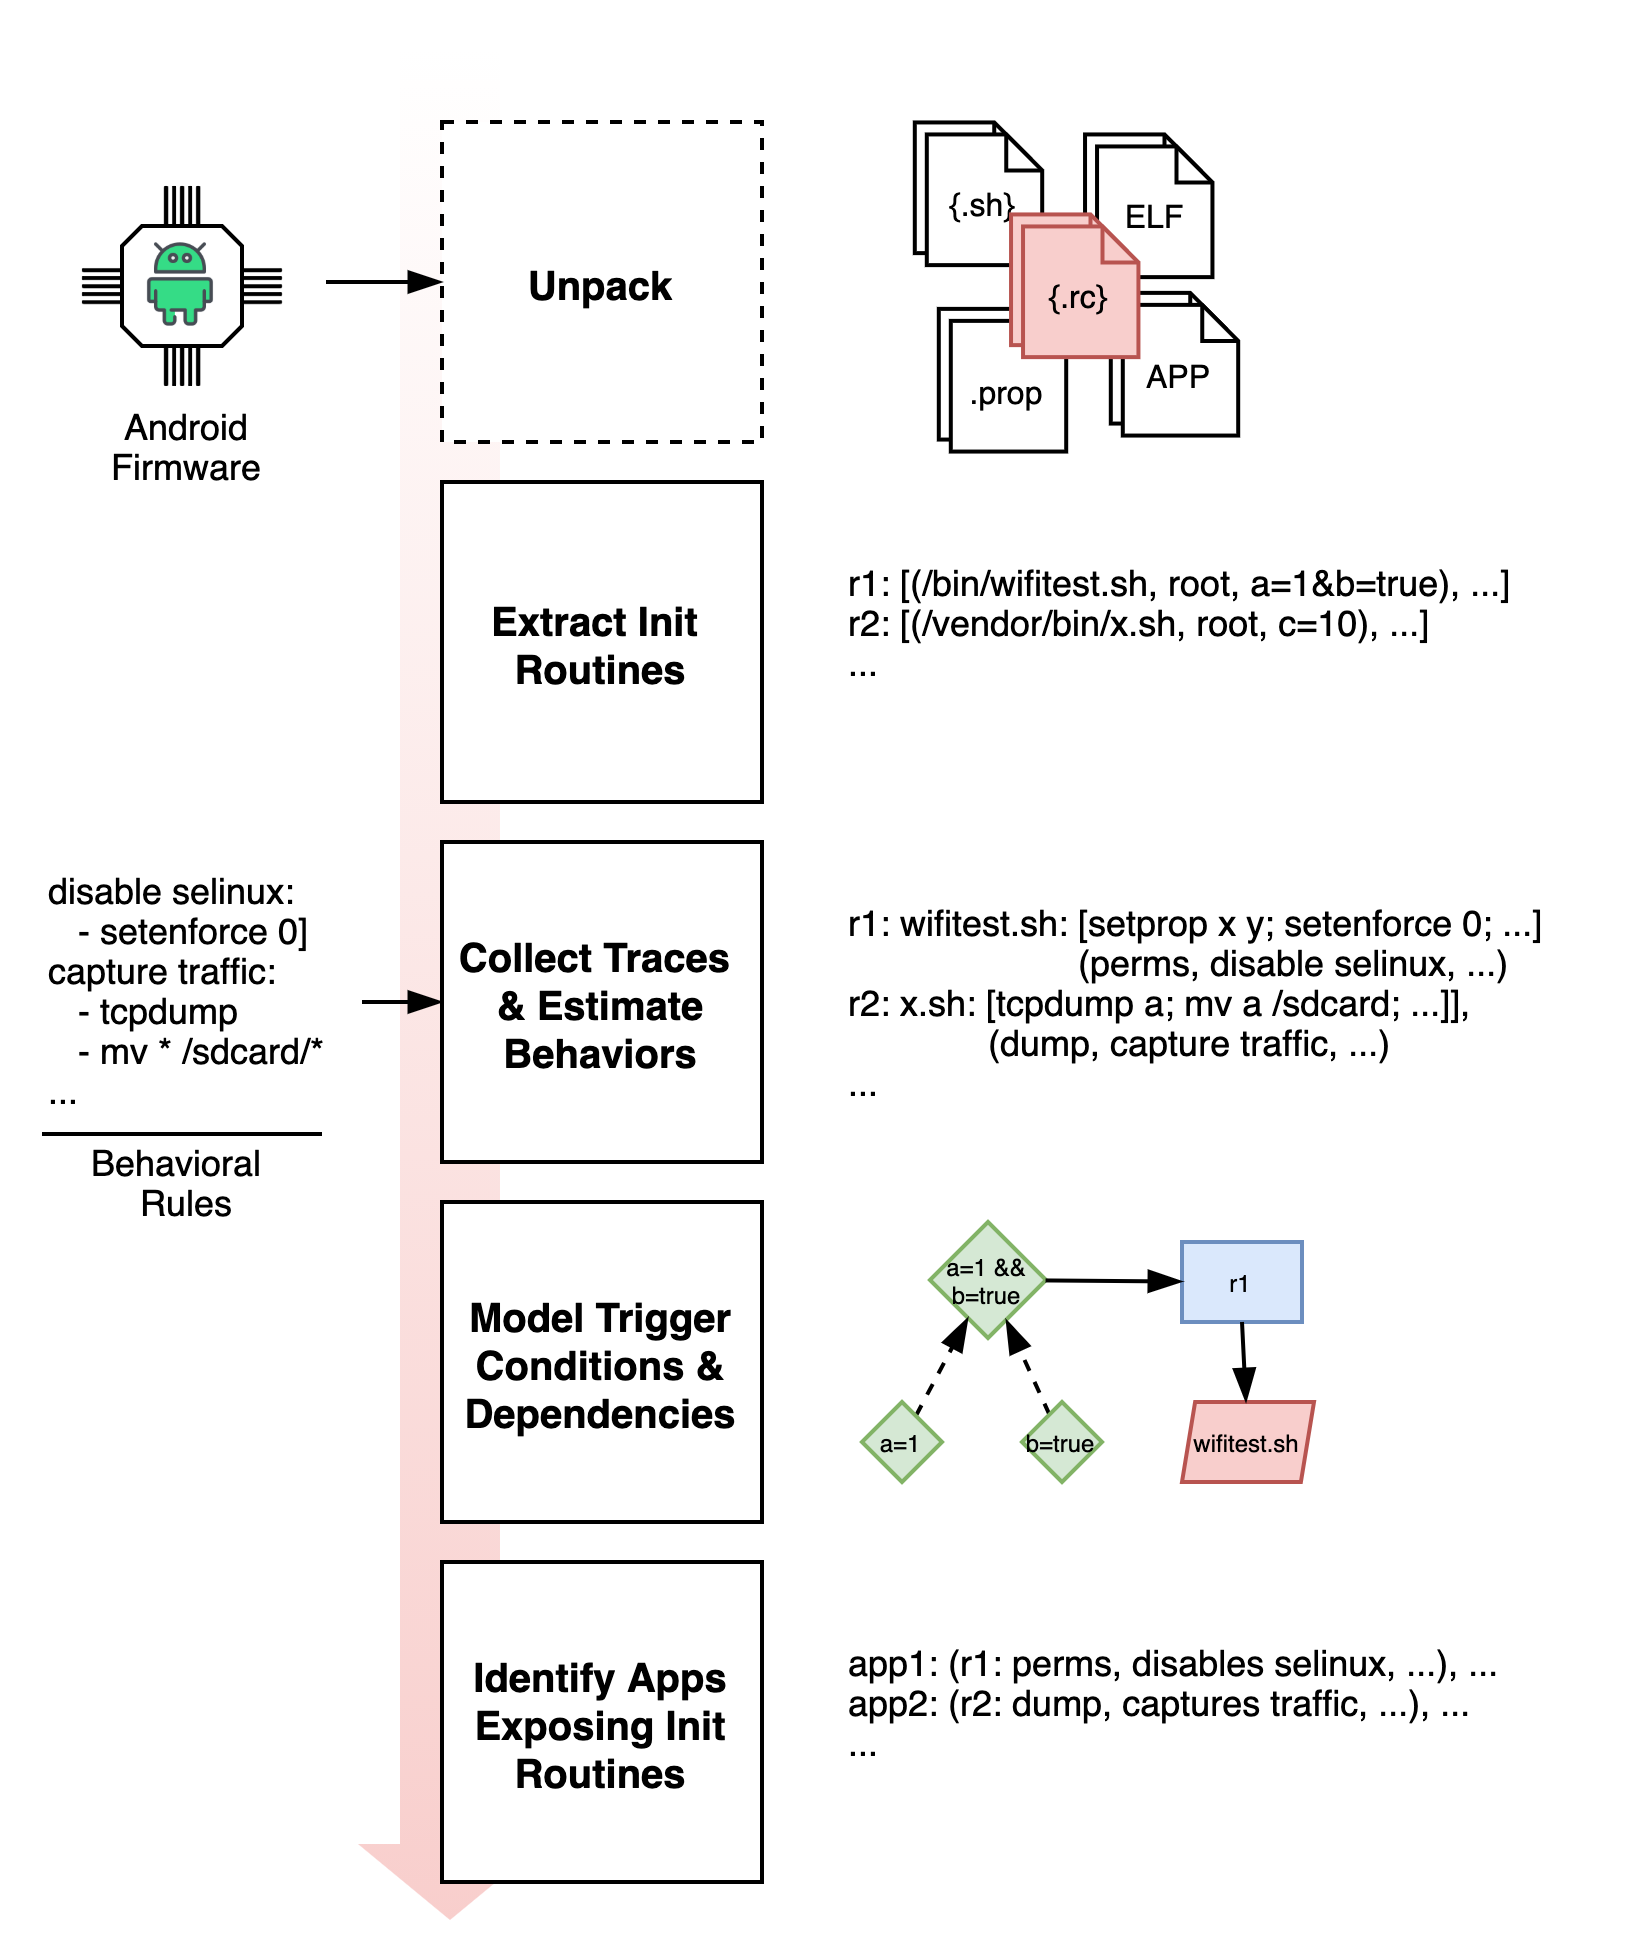 Android
Firmware
Unpack
{.sh}
ELF
{.rc}
.prop
APP
Extract Init
Routines
r1: [(/bin/wifitest.sh, root, a=1&b=true), ...]
r2: [(/vendor/bin/x.sh, root, c=10), ...]
...
disable selinux:
- setenforce 0]
capture traffic:
- tcpdump
- mv * /sdcard/*
...
Behavioral
Rules
Collect Traces
& Estimate
Behaviors
r1: wifitest.sh: [setprop x y; setenforce 0; ...]
(perms, disable selinux, ...)
r2: x.sh: [tcpdump a; mv a /sdcard; ...]],
(dump, capture traffic, ...)
...
Model Trigger
Conditions &
Dependencies
a=1 &&
b=true
r1
a=1
b=true
wifitest.sh
Identify Apps
Exposing Init
Routines
app1: (r1: perms, disables selinux, ...), ...
app2: (r2: dump, captures traffic, ...), ...
...